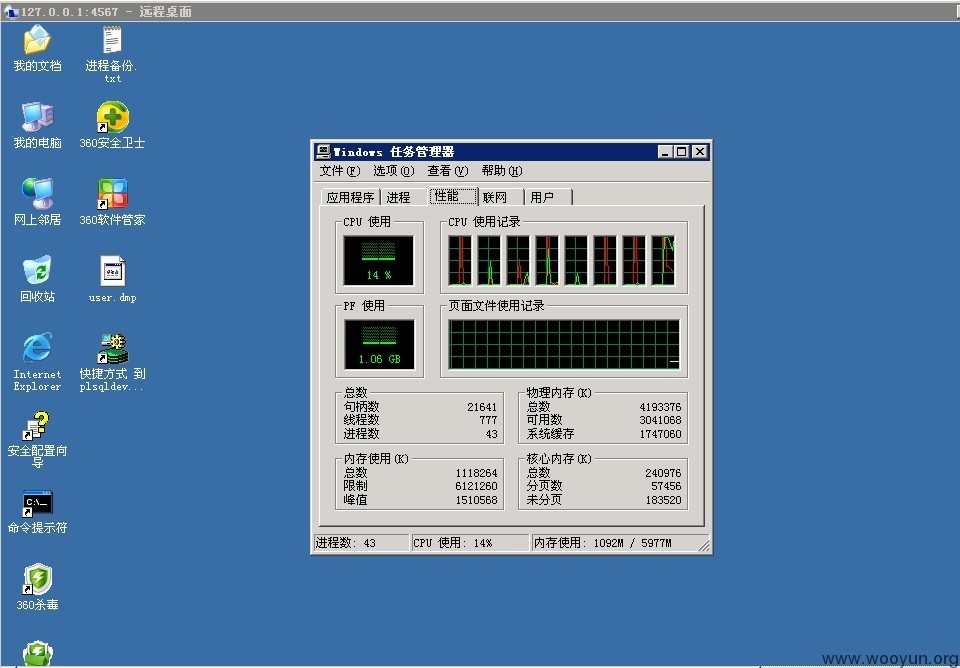 127.0.0.1:4567 - 远程桌面
我的文档
进程备份.
txt
我的电脑
360安全卫士
网上邻居
360软件管家
回收站
user.dmp
Internet
Explorer
快捷方式 到
plsqldev...
安全配置向
导
命令提示符
360杀毒
Windows 任务管理器
文件(F) 选项(O) 查看(V) 帮助(H)
应用程序 进程 性能 联网 用户
CPU 使用
CPU 使用记录
14 %
PF 使用
页面文件使用记录
1.06 GB
总数
句柄数 21641
线程数 777
进程数 43
物理内存(K)
总数 4193376
可用数 3041068
系统缓存 1747060
内存使用(K)
总数 1118264
限制 6121260
峰值 1510568
核心内存(K)
总数 240976
分页数 57456
未分页 183520
进程数: 43 CPU 使用: 14% 内存使用: 1092M / 5977M
www.wooyun.org